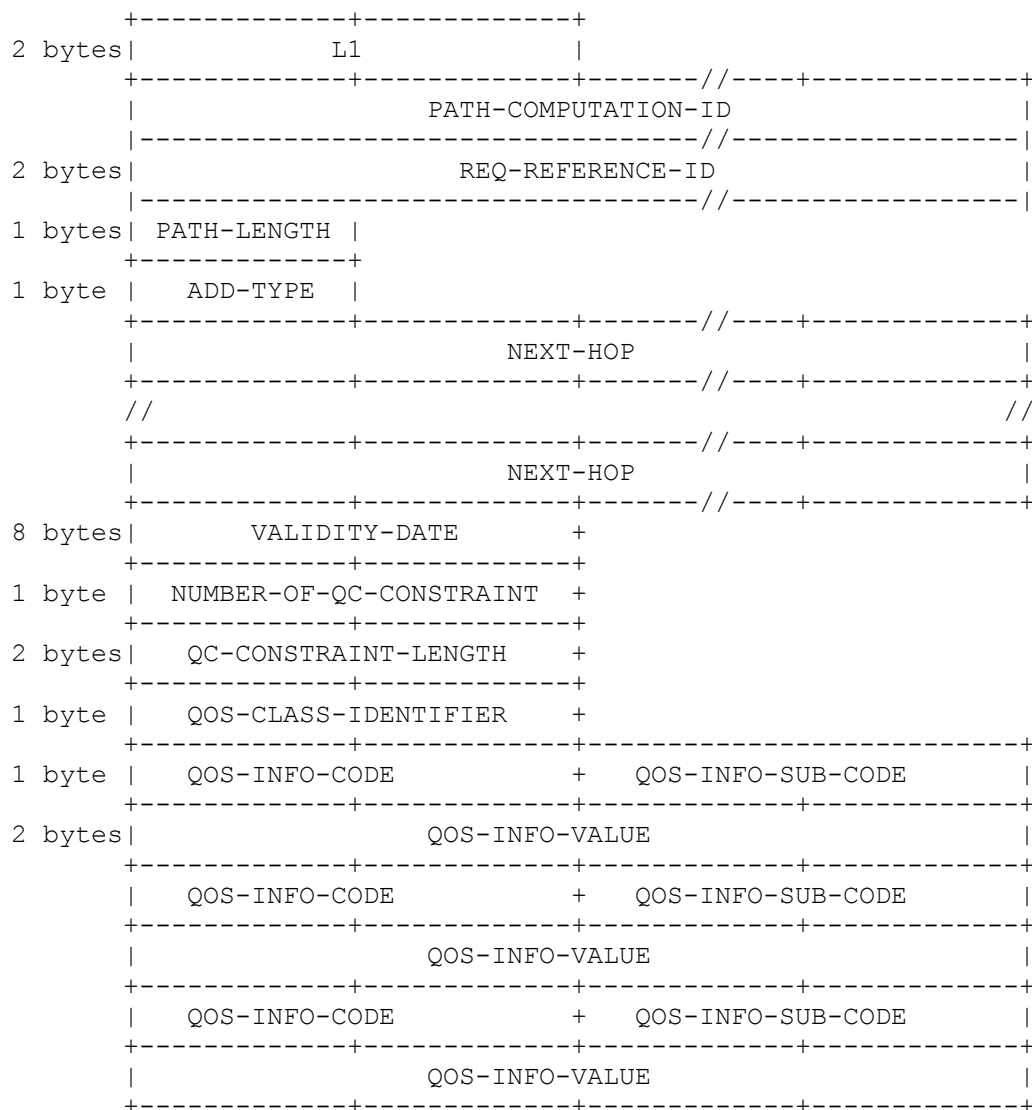 +-------------+-------------+
2 bytes|            L1             |
+-------------+-------------+-------//----+-------------+
|                  PATH-COMPUTATION-ID                  |
|-----------------------------------//------------------|
2 bytes|                    REQ-REFERENCE-ID                   |
|-----------------------------------//------------------|
1 bytes| PATH-LENGTH |
+-------------+
1 byte |   ADD-TYPE  |
+-------------+-------------+-------//----+-------------+
|                       NEXT-HOP                        |
+-------------+-------------+-------//----+-------------+
//                                                     //
+-------------+-------------+-------//----+-------------+
|                       NEXT-HOP                        |
+-------------+-------------+-------//----+-------------+
8 bytes|       VALIDITY-DATE       +
+-------------+-------------+
1 byte |  NUMBER-OF-QC-CONSTRAINT  +
+-------------+-------------+
2 bytes|   QC-CONSTRAINT-LENGTH    +
+-------------+-------------+
1 byte |   QOS-CLASS-IDENTIFIER    +
+-------------+-------------+---------------------------+
1 byte |   QOS-INFO-CODE           +   QOS-INFO-SUB-CODE       |
+-------------+-------------+-------------+-------------+
2 bytes|                  QOS-INFO-VALUE                       |
+-------------+-------------+-------------+-------------+
|   QOS-INFO-CODE           +   QOS-INFO-SUB-CODE       |
+-------------+-------------+-------------+-------------+
|                  QOS-INFO-VALUE                       |
+-------------+-------------+-------------+-------------+
|   QOS-INFO-CODE           +   QOS-INFO-SUB-CODE       |
+-------------+-------------+-------------+-------------+
|                  QOS-INFO-VALUE                       |
+-------------+-------------+-------------+-------------+